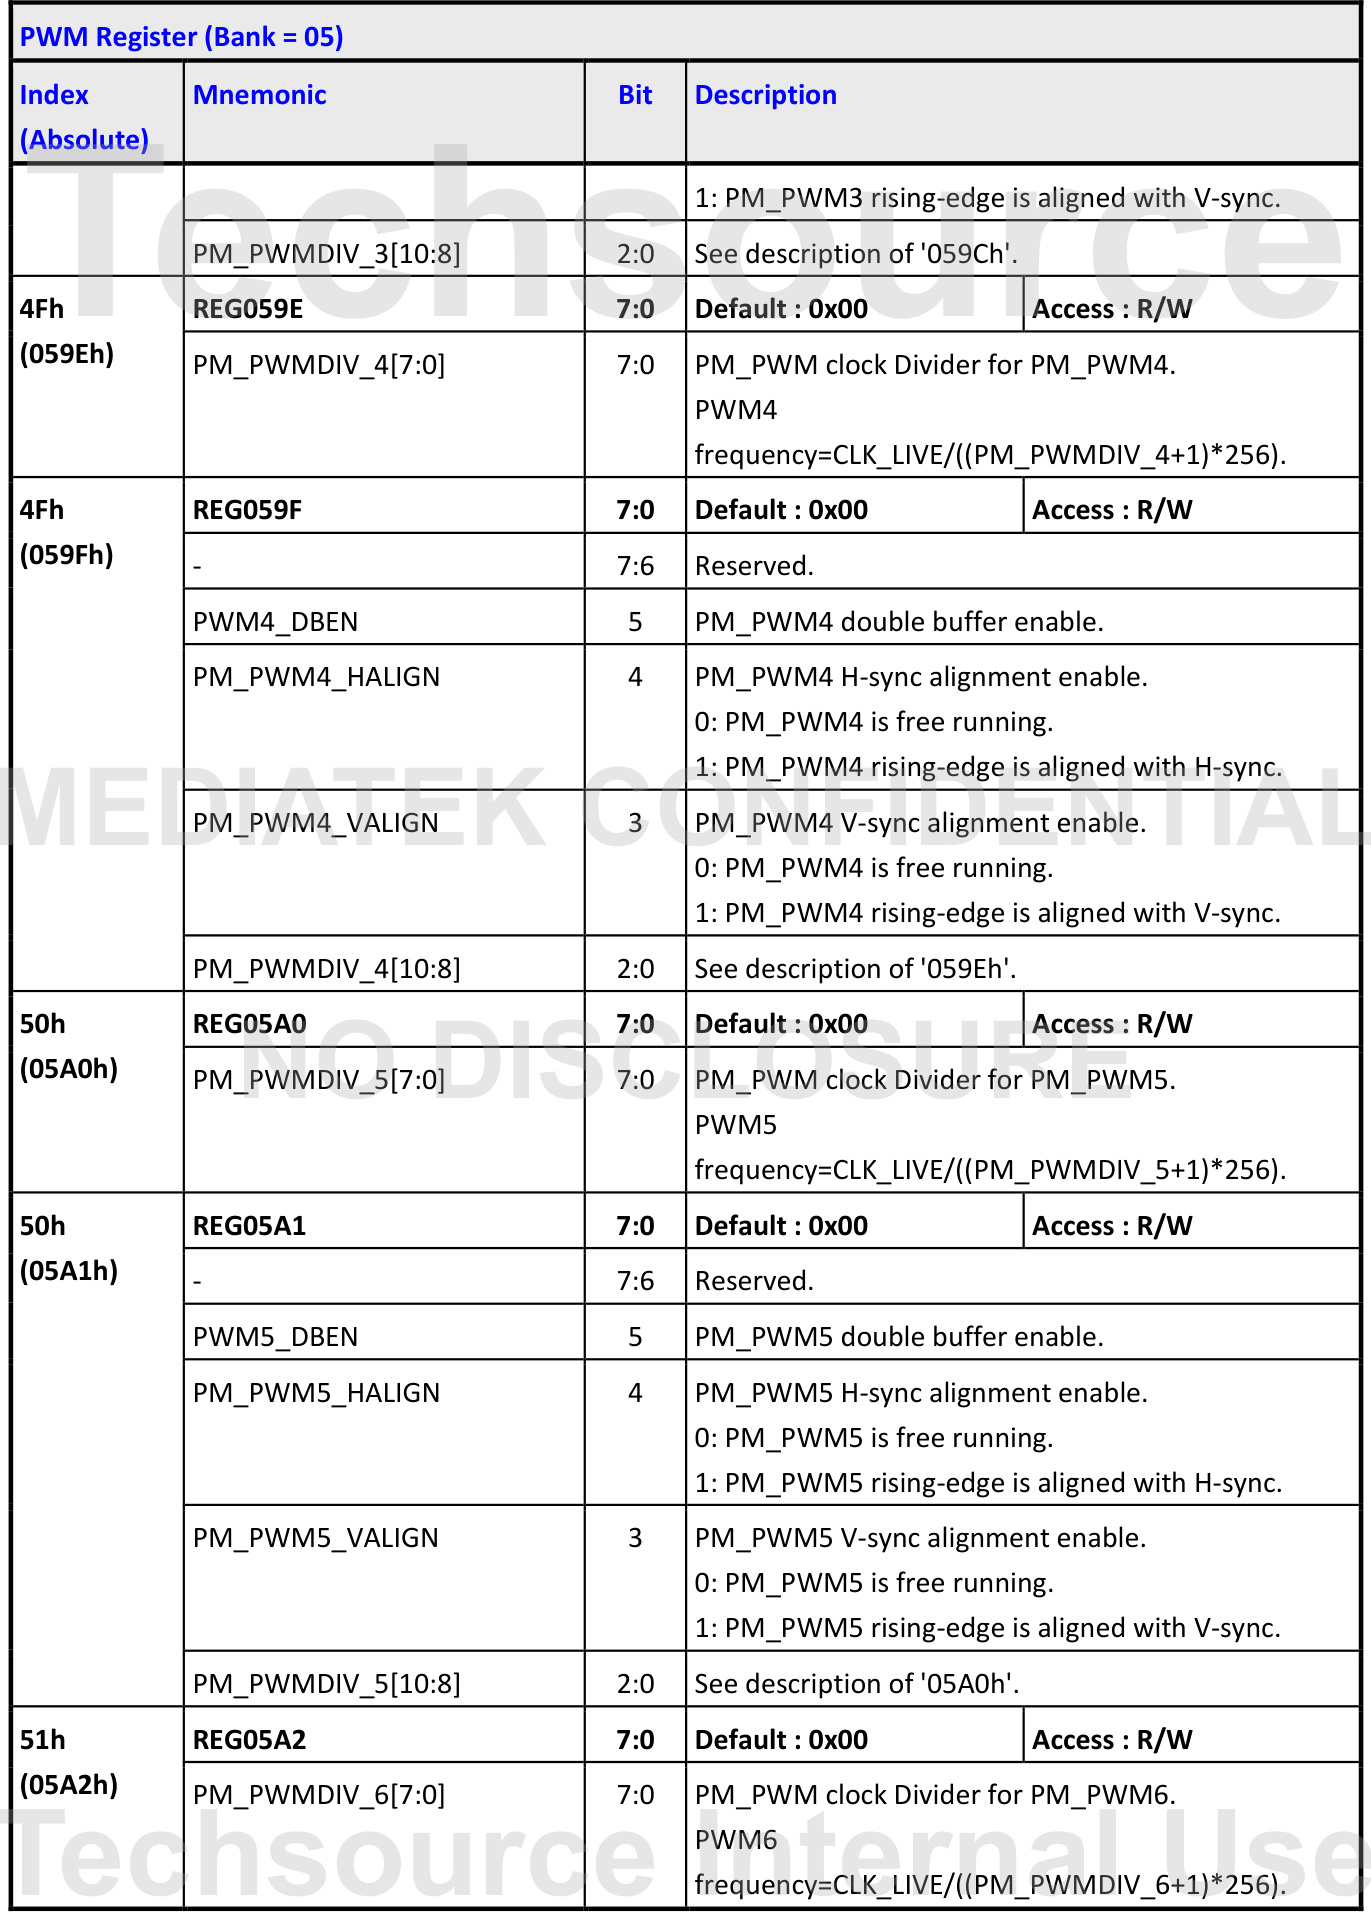 PWM Register (Bank = 05)
Index
(Absolute)
Mnemonic
Bit
Description
1: PM_PWM3 rising-edge is aligned with V-sync.
PM_PWMDIV_3[10:8] 2:0 See description of '059Ch'.
4Fh
(059Eh)
REG059E 7:0 Default : 0x00 Access : R/W
PM_PWMDIV_4[7:0] 7:0 PM_PWM clock Divider for PM_PWM4.
PWM4
frequency=CLK_LIVE/((PM_PWMDIV_4+1)*256).
4Fh
(059Fh)
REG059F 7:0 Default : 0x00 Access : R/W
- 7:6 Reserved.
PWM4_DBEN 5 PM_PWM4 double buffer enable.
PM_PWM4_HALIGN 4 PM_PWM4 H-sync alignment enable.
0: PM_PWM4 is free running.
1: PM_PWM4 rising-edge is aligned with H-sync.
PM_PWM4_VALIGN 3 PM_PWM4 V-sync alignment enable.
0: PM_PWM4 is free running.
1: PM_PWM4 rising-edge is aligned with V-sync.
PM_PWMDIV_4[10:8] 2:0 See description of '059Eh'.
50h
(05A0h)
REG05A0 7:0 Default : 0x00 Access : R/W
PM_PWMDIV_5[7:0] 7:0 PM_PWM clock Divider for PM_PWM5.
PWM5
frequency=CLK_LIVE/((PM_PWMDIV_5+1)*256).
50h
(05A1h)
REG05A1 7:0 Default : 0x00 Access : R/W
- 7:6 Reserved.
PWM5_DBEN 5 PM_PWM5 double buffer enable.
PM_PWM5_HALIGN 4 PM_PWM5 H-sync alignment enable.
0: PM_PWM5 is free running.
1: PM_PWM5 rising-edge is aligned with H-sync.
PM_PWM5_VALIGN 3 PM_PWM5 V-sync alignment enable.
0: PM_PWM5 is free running.
1: PM_PWM5 rising-edge is aligned with V-sync.
PM_PWMDIV_5[10:8] 2:0 See description of '05A0h'.
51h
(05A2h)
REG05A2 7:0 Default : 0x00 Access : R/W
PM_PWMDIV_6[7:0] 7:0 PM_PWM clock Divider for PM_PWM6.
PWM6
frequency=CLK_LIVE/((PM_PWMDIV_6+1)*256).
Techsource
MEDIATEK CONFIDENTIAL
NO DISCLOSURE
Techsource Internal Use